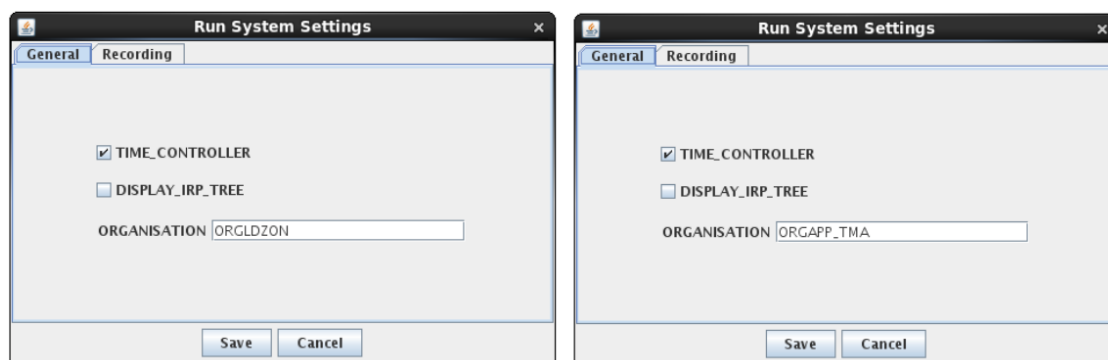 Run System Settings ×
General Recording
TIME_CONTROLLER
DISPLAY_IRP_TREE
ORGANISATION ORGLDZON
Save Cancel
Run System Settings ×
General Recording
TIME_CONTROLLER
DISPLAY_IRP_TREE
ORGANISATION ORGAPP_TMA
Save Cancel